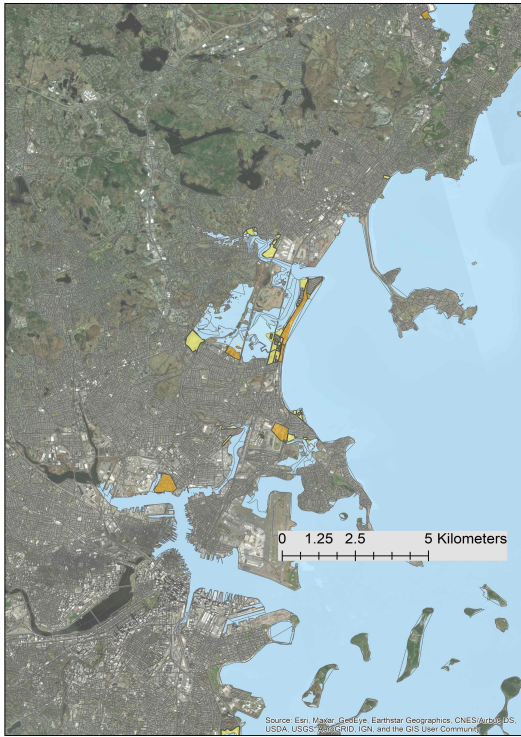 0 1.25 2.5 5 Kilometers
Source: Esri, Maxar, GeoEye, Earthstar Geographics, CNES/Airbus DS,
USDA, USGS, AeroGRID, IGN, and the GIS User Community